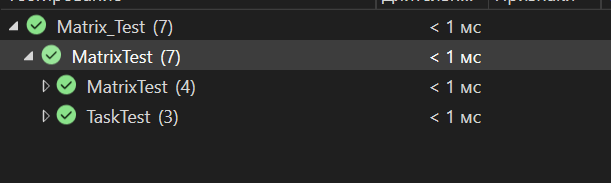 Matrix_Test (7) < 1 мс
MatrixTest (7) < 1 мс
MatrixTest (4) < 1 мс
TaskTest (3) < 1 мс